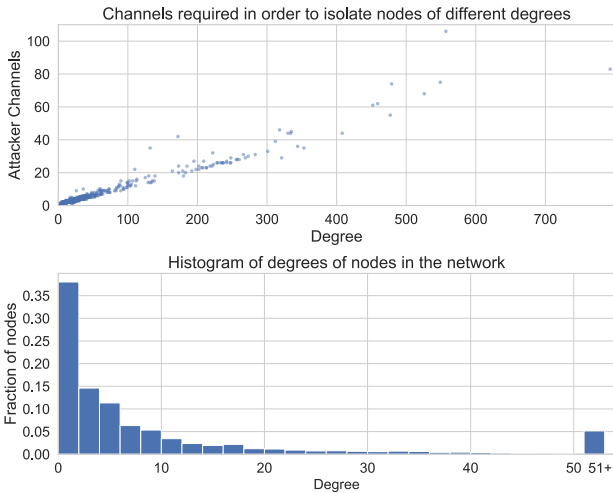 Channels required in order to isolate nodes of different degrees
Attacker Channels
100
80
60
40
20
0
0 100 200 300 400 500 600 700
Degree
Histogram of degrees of nodes in the network
Fraction of nodes
0.35
0.30
0.25
0.20
0.15
0.10
0.05
0.00
0 10 20 30 40 50 51+
Degree